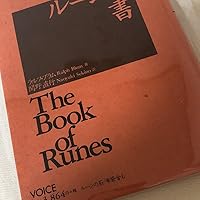 ルーン
書
ラルフ・ブラム Ralph Blum 著
関野直行 Naoyuki Sekino 訳
The
Book of
Runes
VOICE